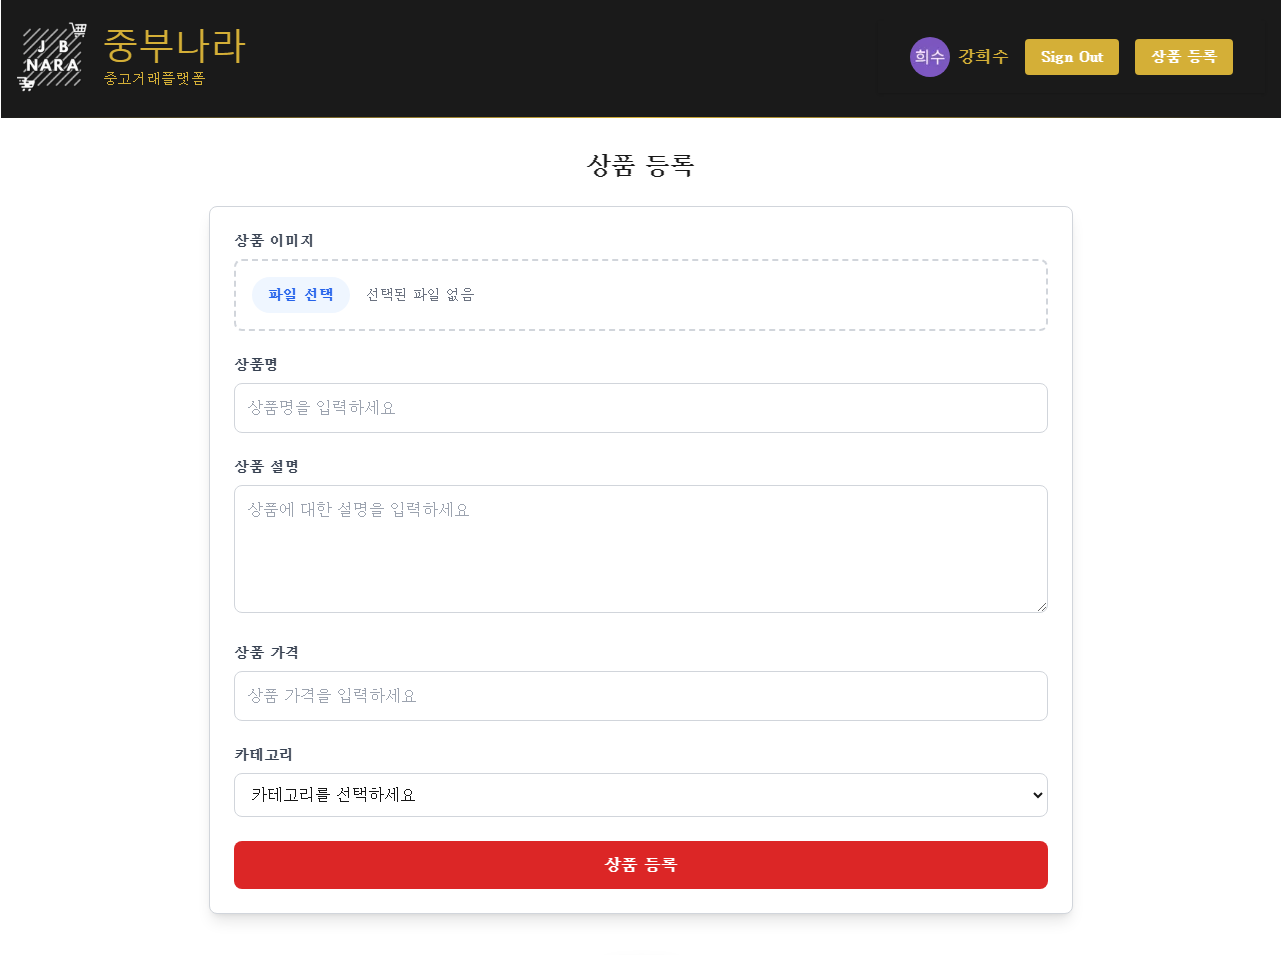 J B
NARA
중부나라
중고거래플랫폼
희수 강희수 Sign Out 상품 등록
상품 등록
상품 이미지
파일 선택 선택된 파일 없음
상품명
상품명을 입력하세요
상품 설명
상품에 대한 설명을 입력하세요
상품 가격
상품 가격을 입력하세요
카테고리
카테고리를 선택하세요
상품 등록